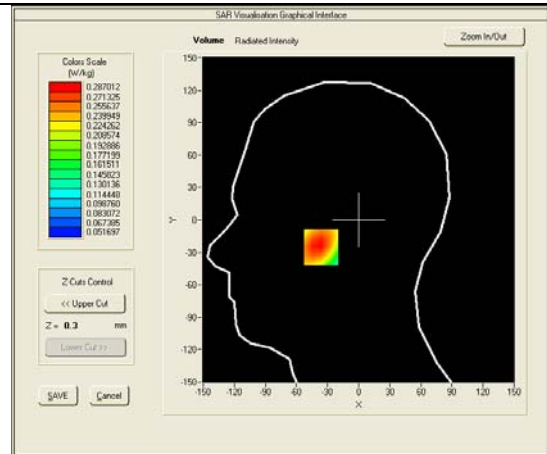 SAR Visualisation Graphical Interface
Volume Radiated Intensity
Zoom In/Out
Colors Scale
(W/kg)
0.287012
0.271325
0.255637
0.239949
0.224262
0.208574
0.192886
0.177199
0.161511
0.145823
0.130136
0.114448
0.098760
0.083072
0.067385
0.051697
Z Cuts Control
<< Upper Cut
Z = 0.3 mm
Lower Cut >>
SAVE Cancel
150
120
90
60
30
0
-30
-60
-90
-120
-150
Y
-150 -120 -90 -60 -30 0 30 60 90 120 150
X